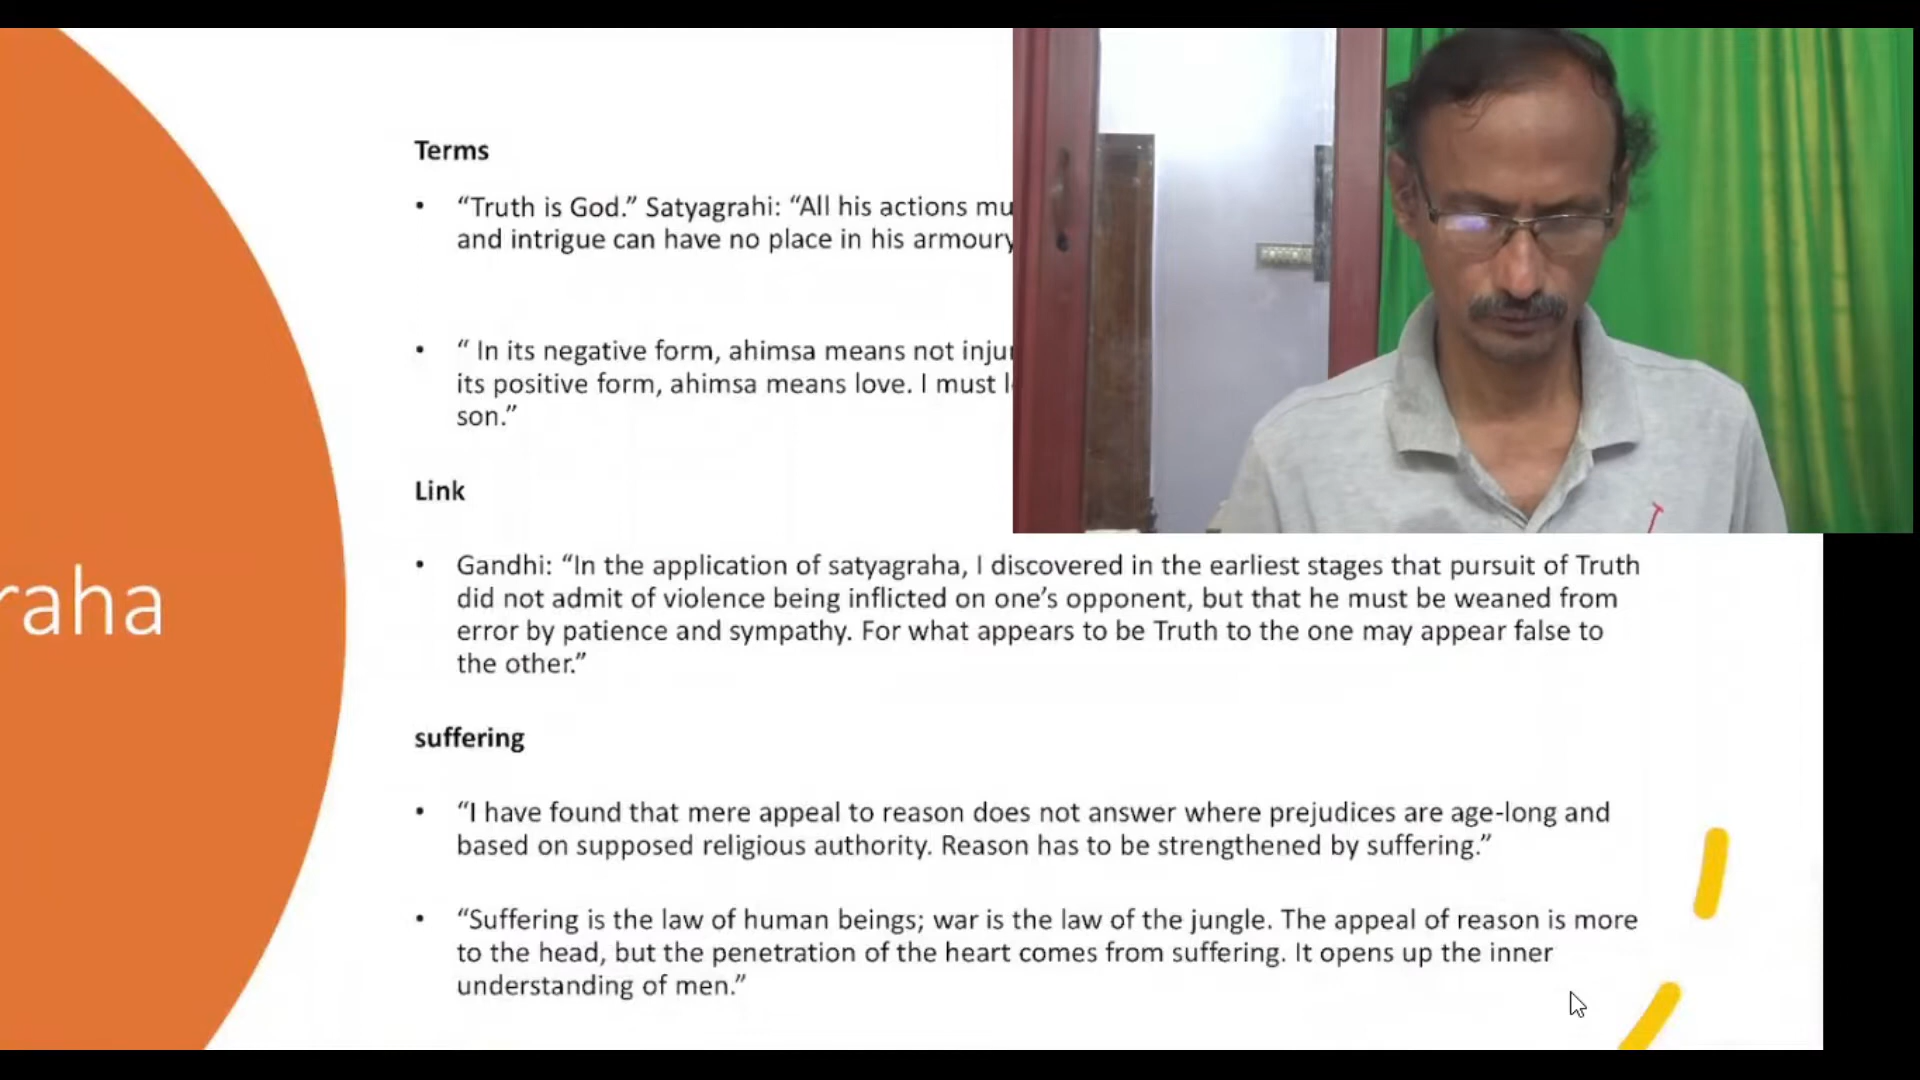 Terms
• “Truth is God.” Satyagrahi: “All his actions
and intrigue can have no place in his armoury
• “ In its negative form, ahimsa means not
its positive form, ahimsa means love. I must
son.”
Link
• Gandhi: “In the application of satyagraha, I discovered in the earliest stages that pursuit of Truth
did not admit of violence being inflicted on one’s opponent, but that he must be weaned from
error by patience and sympathy. For what appears to be Truth to the one may appear false to
the other.”
raha
suffering
• “I have found that mere appeal to reason does not answer where prejudices are age-long and
based on supposed religious authority. Reason has to be strengthened by suffering.”
• “Suffering is the law of human beings; war is the law of the jungle. The appeal of reason is more
to the head, but the penetration of the heart comes from suffering. It opens up the inner
understanding of men.”